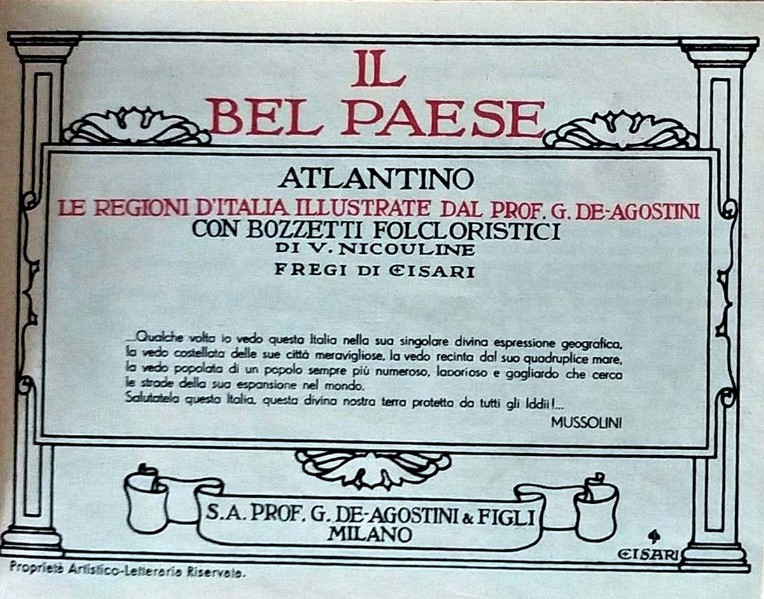 IL
BEL PAESE
ATLANTINO
LE REGIONI D'ITALIA ILLUSTRATE DAL PROF. G. DE-AGOSTINI
CON BOZZETTI FOLCLORISTICI
DI V. NICOULINE
FREGI DI CISARI
...Qualche volta io vedo questa Italia nella sua singolare divina espressione geografica,
la vedo costellata delle sue città meravigliose, la vedo recinta dal suo quadruplice mare,
la vedo popolata di un popolo sempre più numeroso, laborioso e gagliardo che cerca
le strade della sua espansione nel mondo.
Salutatela questa Italia, questa divina nostra terra protetta da tutti gli Iddii!...
MUSSOLINI
S.A. PROF. G. DE-AGOSTINI & FIGLI
MILANO
CISARI
Proprietà Artistico-Letteraria Riservata.